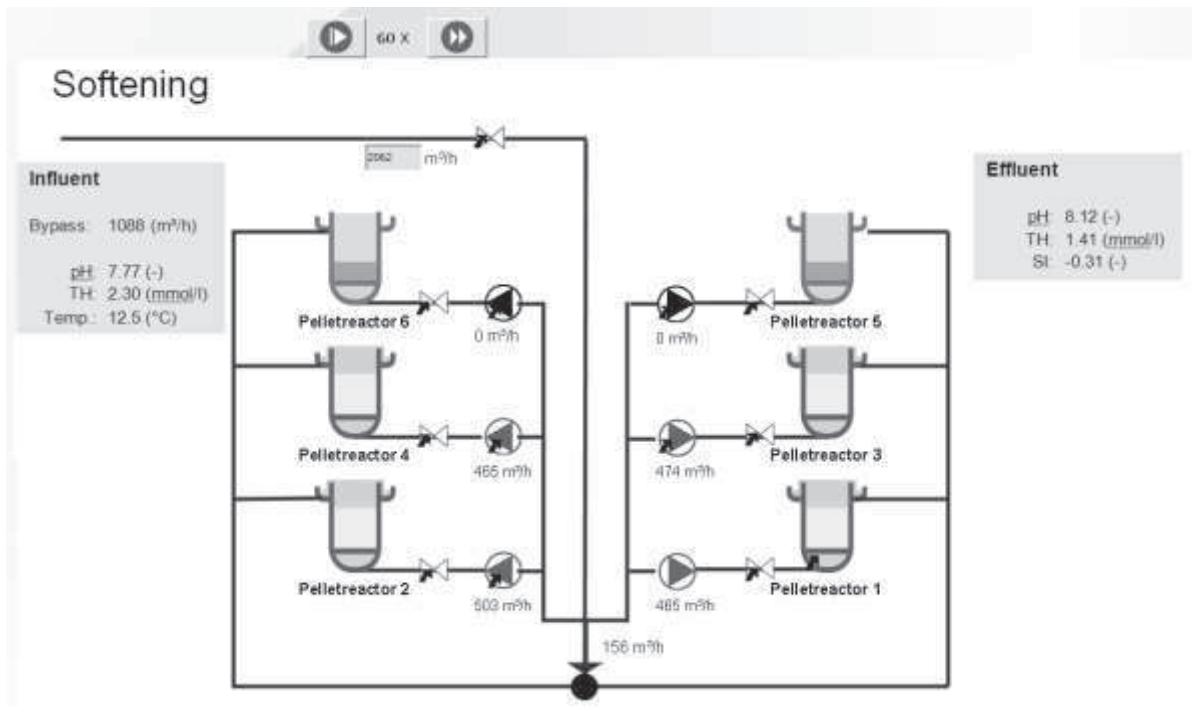 60 X
Softening
2062 m³/h
Influent
Bypass: 1088 (m³/h)
pH: 7.77 (-)
TH: 2.30 (mmol/l)
Temp.: 12.5 (°C)
Effluent
pH: 8.12 (-)
TH: 1.41 (mmol/l)
SI: -0.31 (-)
Pelletreactor 6
0 m³/h
0 m³/h
Pelletreactor 5
Pelletreactor 4
465 m³/h
474 m³/h
Pelletreactor 3
Pelletreactor 2
503 m³/h
465 m³/h
Pelletreactor 1
156 m³/h